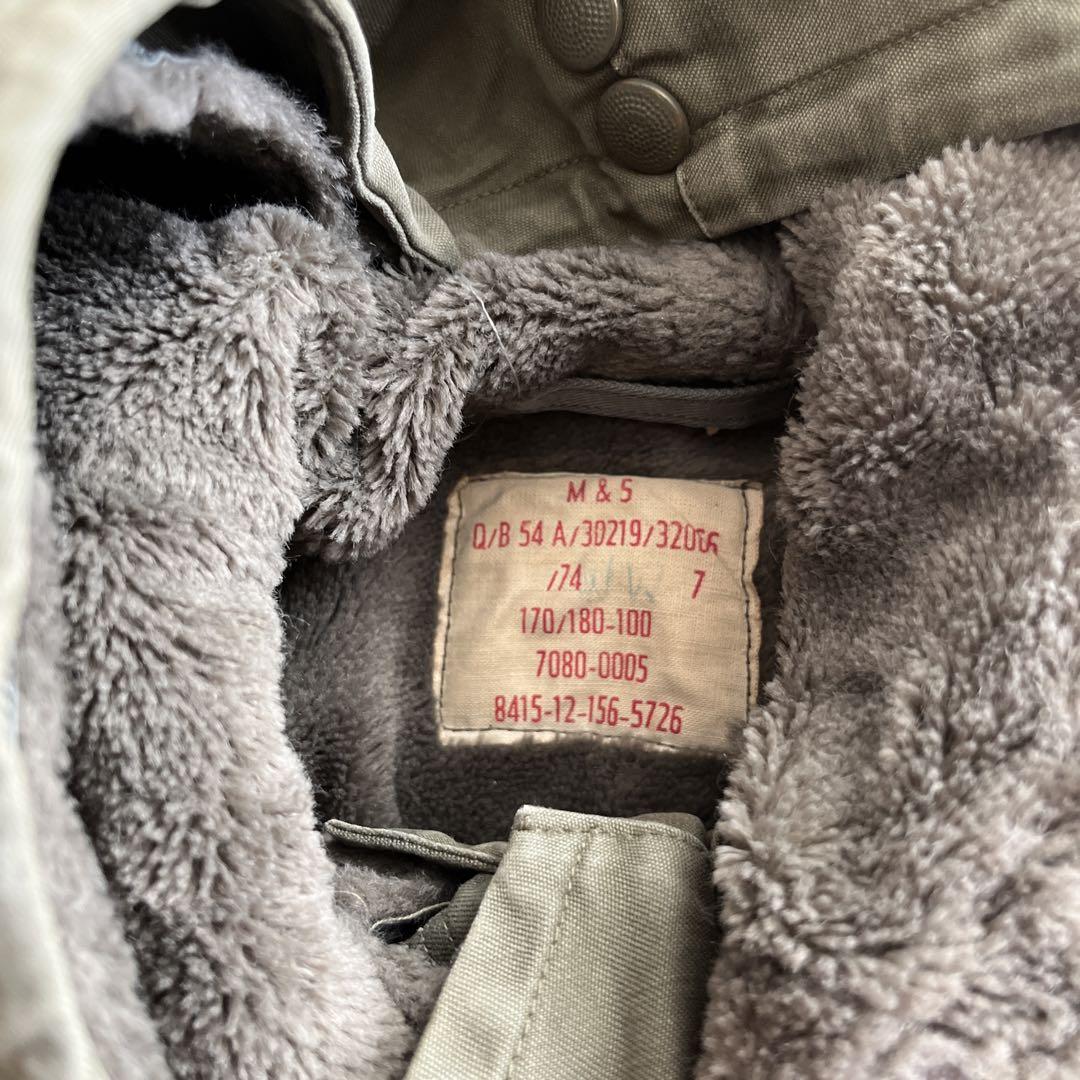 M & S
Q/B 54 A/30219/32006
/74 7
170/180-100
7080-0005
8415-12-156-5726